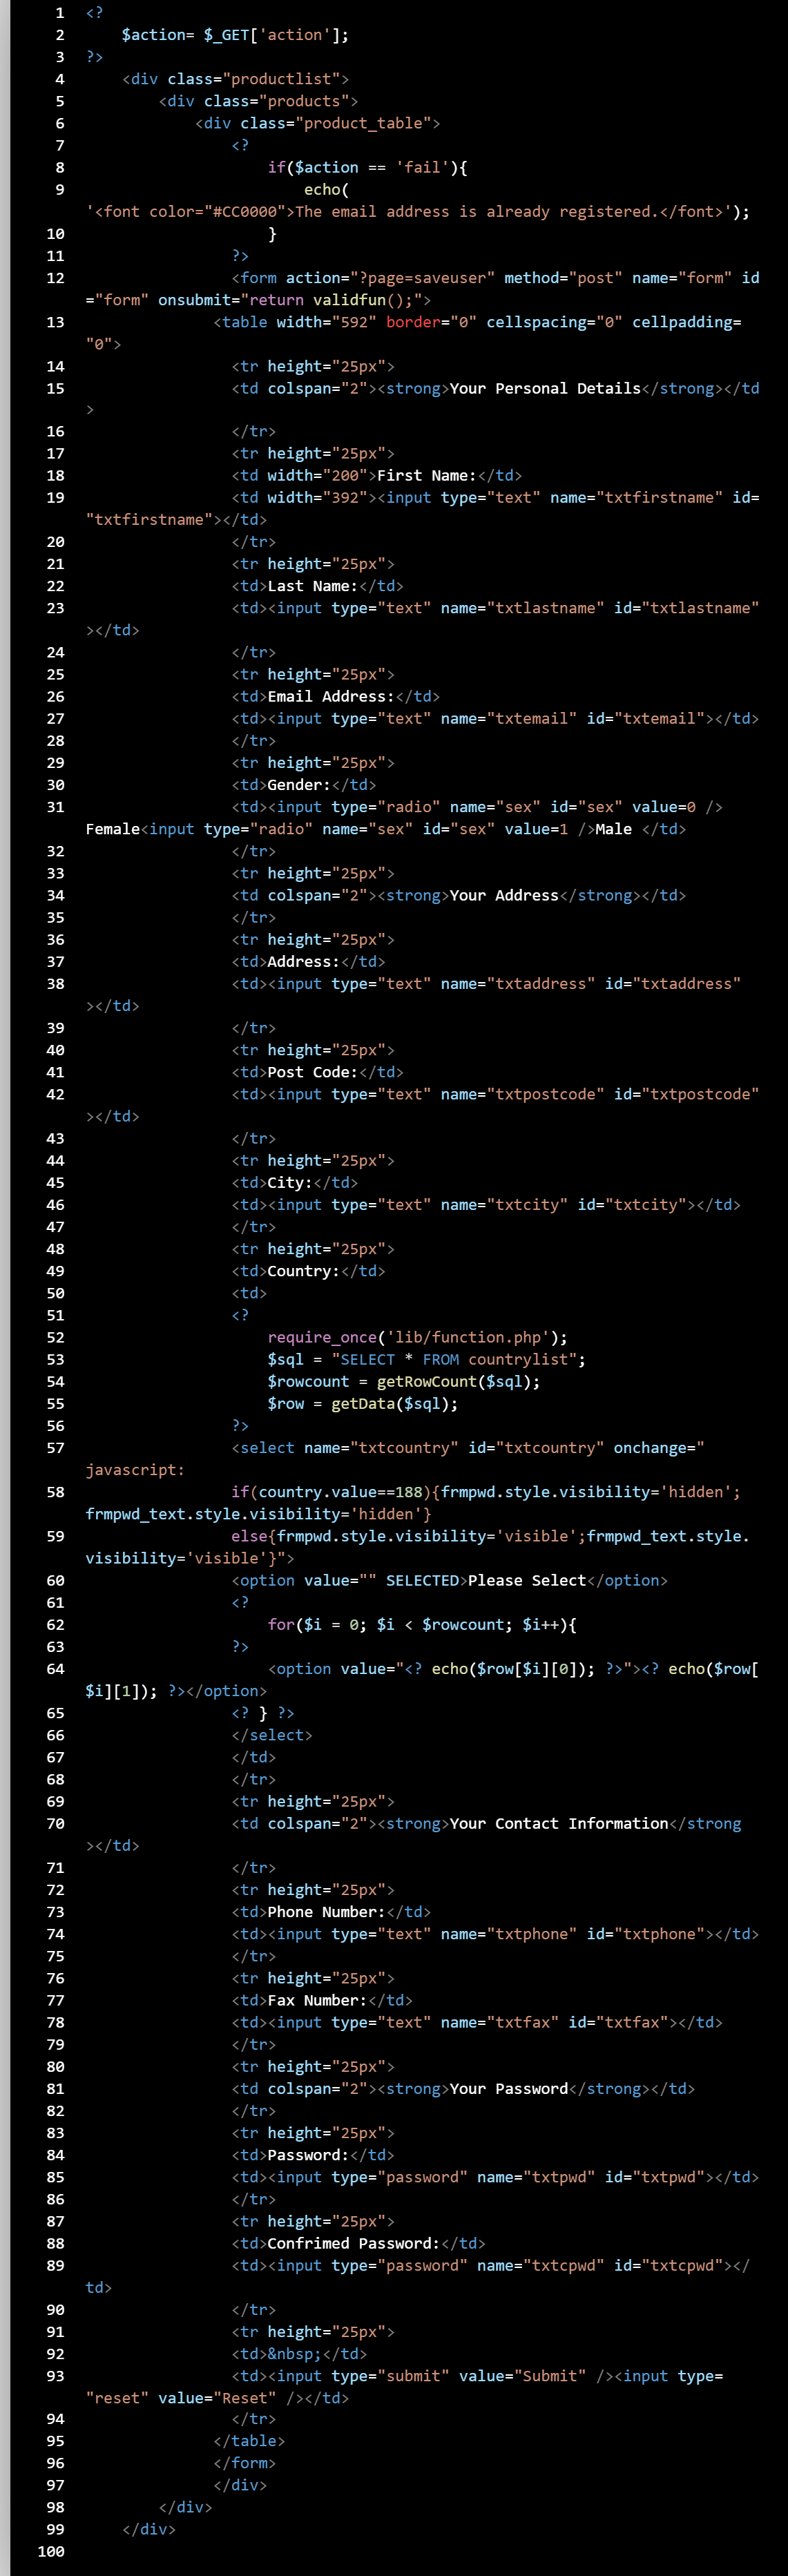 1 <?
2 $action= $_GET['action'];
3 ?>
4 <div class="productlist">
5 <div class="products">
6 <div class="product_table">
7 <?
8 if($action == 'fail'){
9 echo(
'<font color="#CC0000">The email address is already registered.</font>');
10 }
11 ?>
12 <form action="?page=saveuser" method="post" name="form" id
="form" onsubmit="return validfun();">
13 <table width="592" border="0" cellspacing="0" cellpadding=
"0">
14 <tr height="25px">
15 <td colspan="2"><strong>Your Personal Details</strong></td
>
16 </tr>
17 <tr height="25px">
18 <td width="200">First Name:</td>
19 <td width="392"><input type="text" name="txtfirstname" id=
"txtfirstname"></td>
20 </tr>
21 <tr height="25px">
22 <td>Last Name:</td>
23 <td><input type="text" name="txtlastname" id="txtlastname"
></td>
24 </tr>
25 <tr height="25px">
26 <td>Email Address:</td>
27 <td><input type="text" name="txtemail" id="txtemail"></td>
28 </tr>
29 <tr height="25px">
30 <td>Gender:</td>
31 <td><input type="radio" name="sex" id="sex" value=0 />
Female<input type="radio" name="sex" id="sex" value=1 />Male </td>
32 </tr>
33 <tr height="25px">
34 <td colspan="2"><strong>Your Address</strong></td>
35 </tr>
36 <tr height="25px">
37 <td>Address:</td>
38 <td><input type="text" name="txtaddress" id="txtaddress"
></td>
39 </tr>
40 <tr height="25px">
41 <td>Post Code:</td>
42 <td><input type="text" name="txtpostcode" id="txtpostcode"
></td>
43 </tr>
44 <tr height="25px">
45 <td>City:</td>
46 <td><input type="text" name="txtcity" id="txtcity"></td>
47 </tr>
48 <tr height="25px">
49 <td>Country:</td>
50 <td>
51 <?
52 require_once('lib/function.php');
53 $sql = "SELECT * FROM countrylist";
54 $rowcount = getRowCount($sql);
55 $row = getData($sql);
56 ?>
57 <select name="txtcountry" id="txtcountry" onchange="
javascript:
58 if(country.value==188){frmpwd.style.visibility='hidden';
frmpwd_text.style.visibility='hidden'}
59 else{frmpwd.style.visibility='visible';frmpwd_text.style.
visibility='visible'}">
60 <option value="" SELECTED>Please Select</option>
61 <?
62 for($i = 0; $i < $rowcount; $i++){
63 ?>
64 <option value="<? echo($row[$i][0]); ?>"><? echo($row[
$i][1]); ?></option>
65 <? } ?>
66 </select>
67 </td>
68 </tr>
69 <tr height="25px">
70 <td colspan="2"><strong>Your Contact Information</strong
></td>
71 </tr>
72 <tr height="25px">
73 <td>Phone Number:</td>
74 <td><input type="text" name="txtphone" id="txtphone"></td>
75 </tr>
76 <tr height="25px">
77 <td>Fax Number:</td>
78 <td><input type="text" name="txtfax" id="txtfax"></td>
79 </tr>
80 <tr height="25px">
81 <td colspan="2"><strong>Your Password</strong></td>
82 </tr>
83 <tr height="25px">
84 <td>Password:</td>
85 <td><input type="password" name="txtpwd" id="txtpwd"></td>
86 </tr>
87 <tr height="25px">
88 <td>Confrimed Password:</td>
89 <td><input type="password" name="txtcpwd" id="txtcpwd"></
td>
90 </tr>
91 <tr height="25px">
92 <td>&nbsp;</td>
93 <td><input type="submit" value="Submit" /><input type=
"reset" value="Reset" /></td>
94 </tr>
95 </table>
96 </form>
97 </div>
98 </div>
99 </div>
100